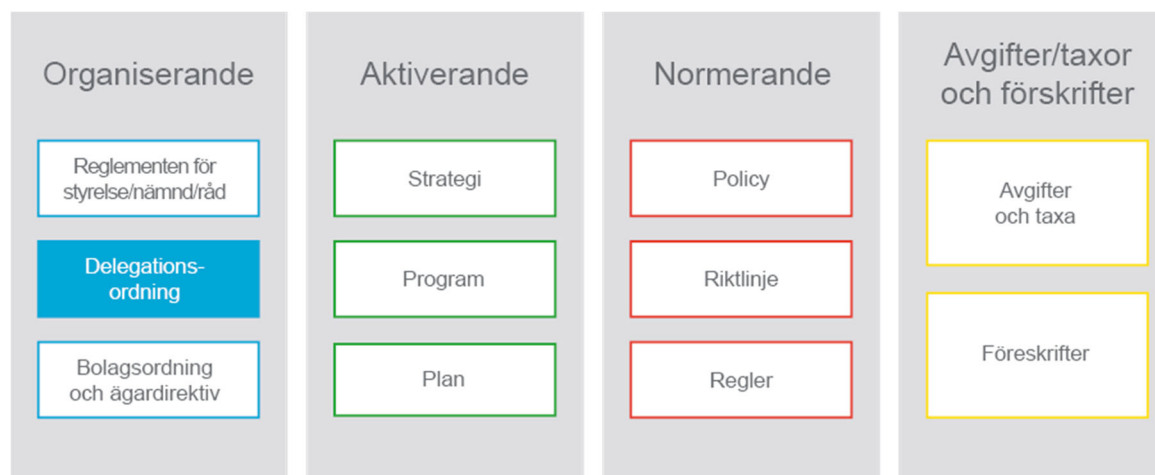 Organiserande
Reglementen för
styrelse/nämnd/råd
Delegations-
ordning
Bolagsordning
och ägardirektiv
Aktiverande
Strategi
Program
Plan
Normerande
Policy
Riktlinje
Regler
Avgifter/taxor
och förskrifter
Avgifter
och taxa
Föreskrifter